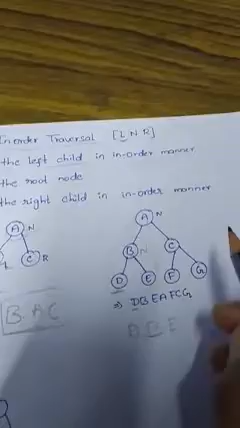 In order Traversal [L N R]
the left child in in-order manner
the root node
the right child in in-order manner
A N
L C R
B A C
A N
B N C
D E F G
⇒ DBEAFCG
D B E